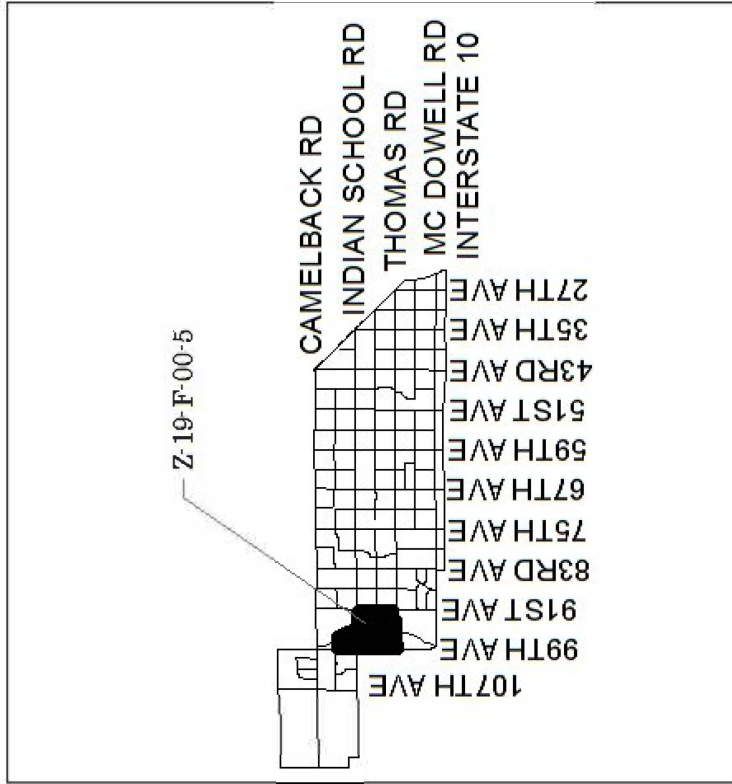 Z-19-F-00-5
CAMELBACK RD
INDIAN SCHOOL RD
THOMAS RD
MC DOWELL RD
INTERSTATE 10
27TH AVE
35TH AVE
43RD AVE
51ST AVE
59TH AVE
67TH AVE
75TH AVE
83RD AVE
91ST AVE
99TH AVE
107TH AVE